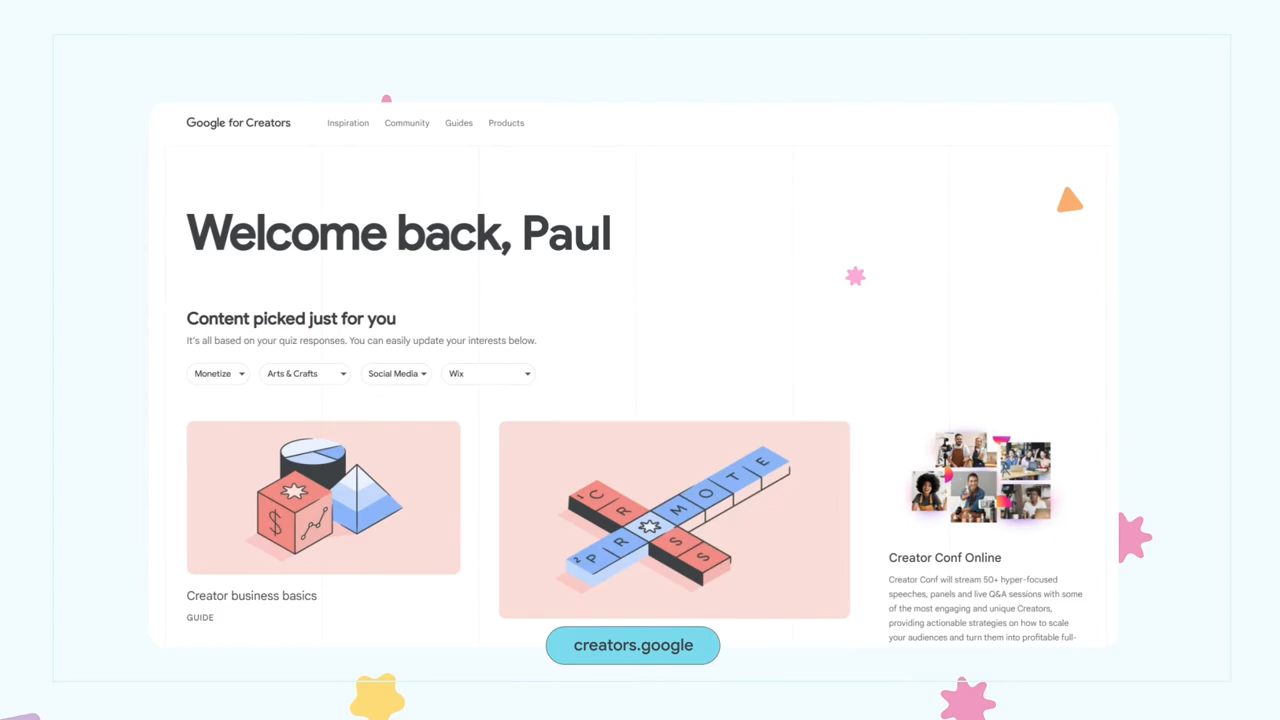 Google for Creators
Inspiration Community Guides Products
Welcome back, Paul
Content picked just for you
It's all based on your quiz responses. You can easily update your interests below.
Monetize Arts & Crafts Social Media Wix
$
1 C R S S
2 P R M O T E
Creator business basics
GUIDE
Creator Conf Online
Creator Conf will stream 50+ hyper-focused
speeches, panels and live Q&A sessions with some
of the most engaging and unique Creators,
providing actionable strategies on how to scale
your audiences and turn them into profitable full-
creators.google